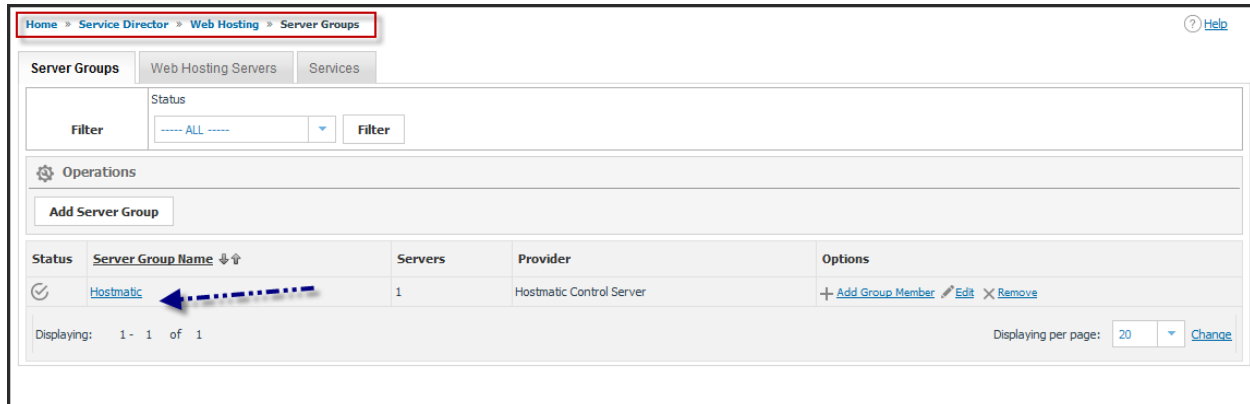 Home » Service Director » Web Hosting » Server Groups
? Help
Server Groups Web Hosting Servers Services
Status
Filter ----- ALL ----- Filter
Operations
Add Server Group
Status Server Group Name Servers Provider Options
Hostmatic 1 Hostmatic Control Server Add Group Member Edit Remove
Displaying: 1 - 1 of 1 Displaying per page: 20 Change